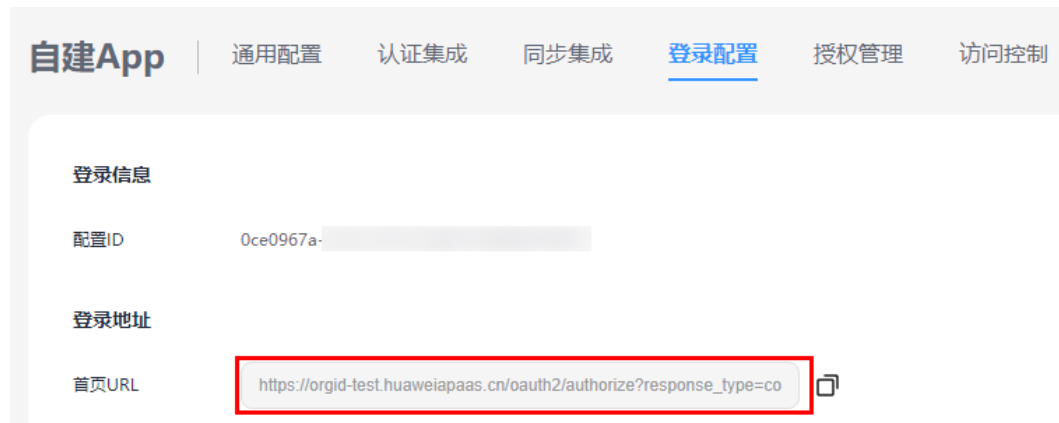 自建App 通用配置 认证集成 同步集成 登录配置 授权管理 访问控制
登录信息
配置ID 0ce0967a-
登录地址
首页URL https://orgid-test.huaweiapaas.cn/oauth2/authorize?response_type=co